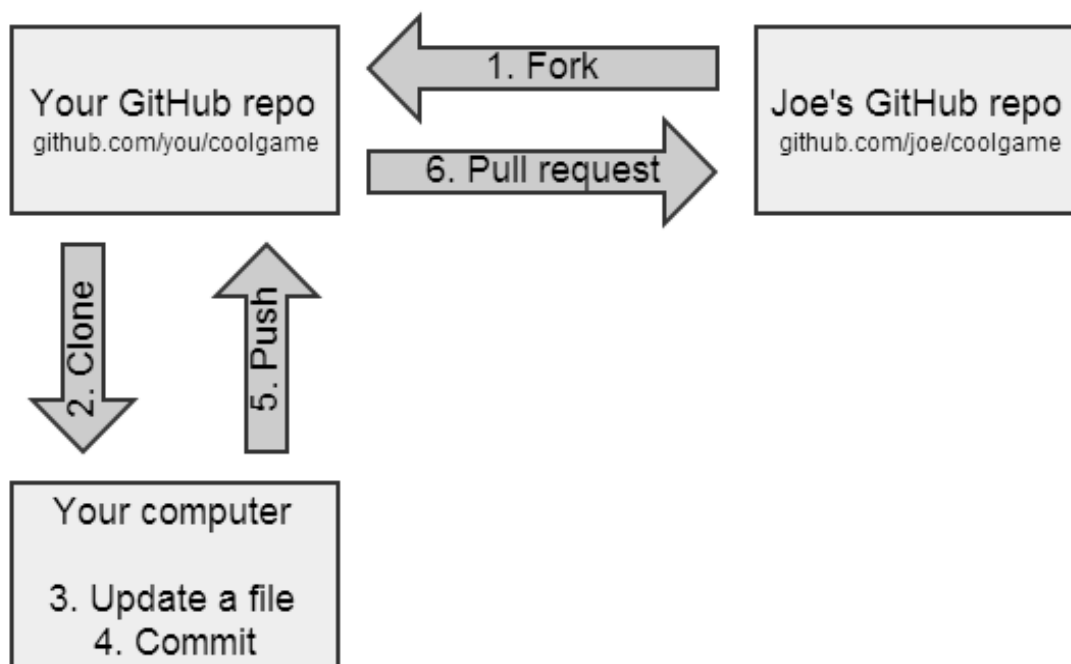 Your GitHub repo
github.com/you/coolgame
1. Fork
6. Pull request
Joe's GitHub repo
github.com/joe/coolgame
2. Clone
5. Push
Your computer
3. Update a file
4. Commit